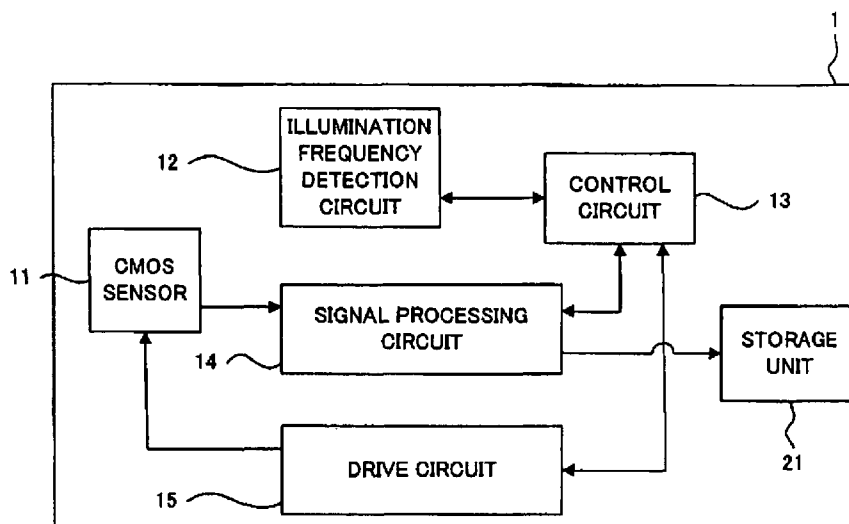 1
ILLUMINATION
FREQUENCY
DETECTION
CIRCUIT
12
CONTROL
CIRCUIT
13
11
CMOS
SENSOR
SIGNAL PROCESSING
CIRCUIT
14
STORAGE
UNIT
21
DRIVE CIRCUIT
15